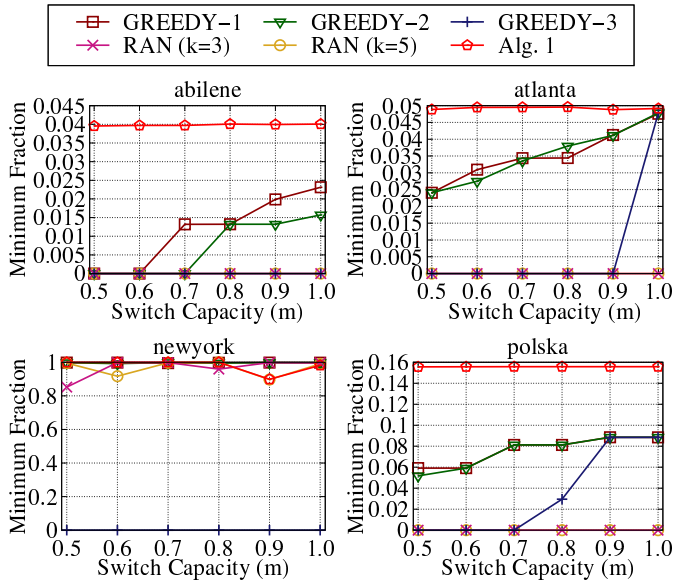 GREEDY−1 GREEDY−2 GREEDY−3
RAN (k=3) RAN (k=5) Alg. 1
abilene
Minimum Fraction
0.045
0.04
0.035
0.03
0.025
0.02
0.015
0.01
0.005
0
0.5 0.6 0.7 0.8 0.9 1.0
Switch Capacity (m)
atlanta
Minimum Fraction
0.05
0.045
0.04
0.035
0.03
0.025
0.02
0.015
0.01
0.005
0
0.5 0.6 0.7 0.8 0.9 1.0
Switch Capacity (m)
newyork
Minimum Fraction
1
0.8
0.6
0.4
0.2
0
0.5 0.6 0.7 0.8 0.9 1.0
Switch Capacity (m)
polska
Minimum Fraction
0.16
0.14
0.12
0.1
0.08
0.06
0.04
0.02
0
0.5 0.6 0.7 0.8 0.9 1.0
Switch Capacity (m)